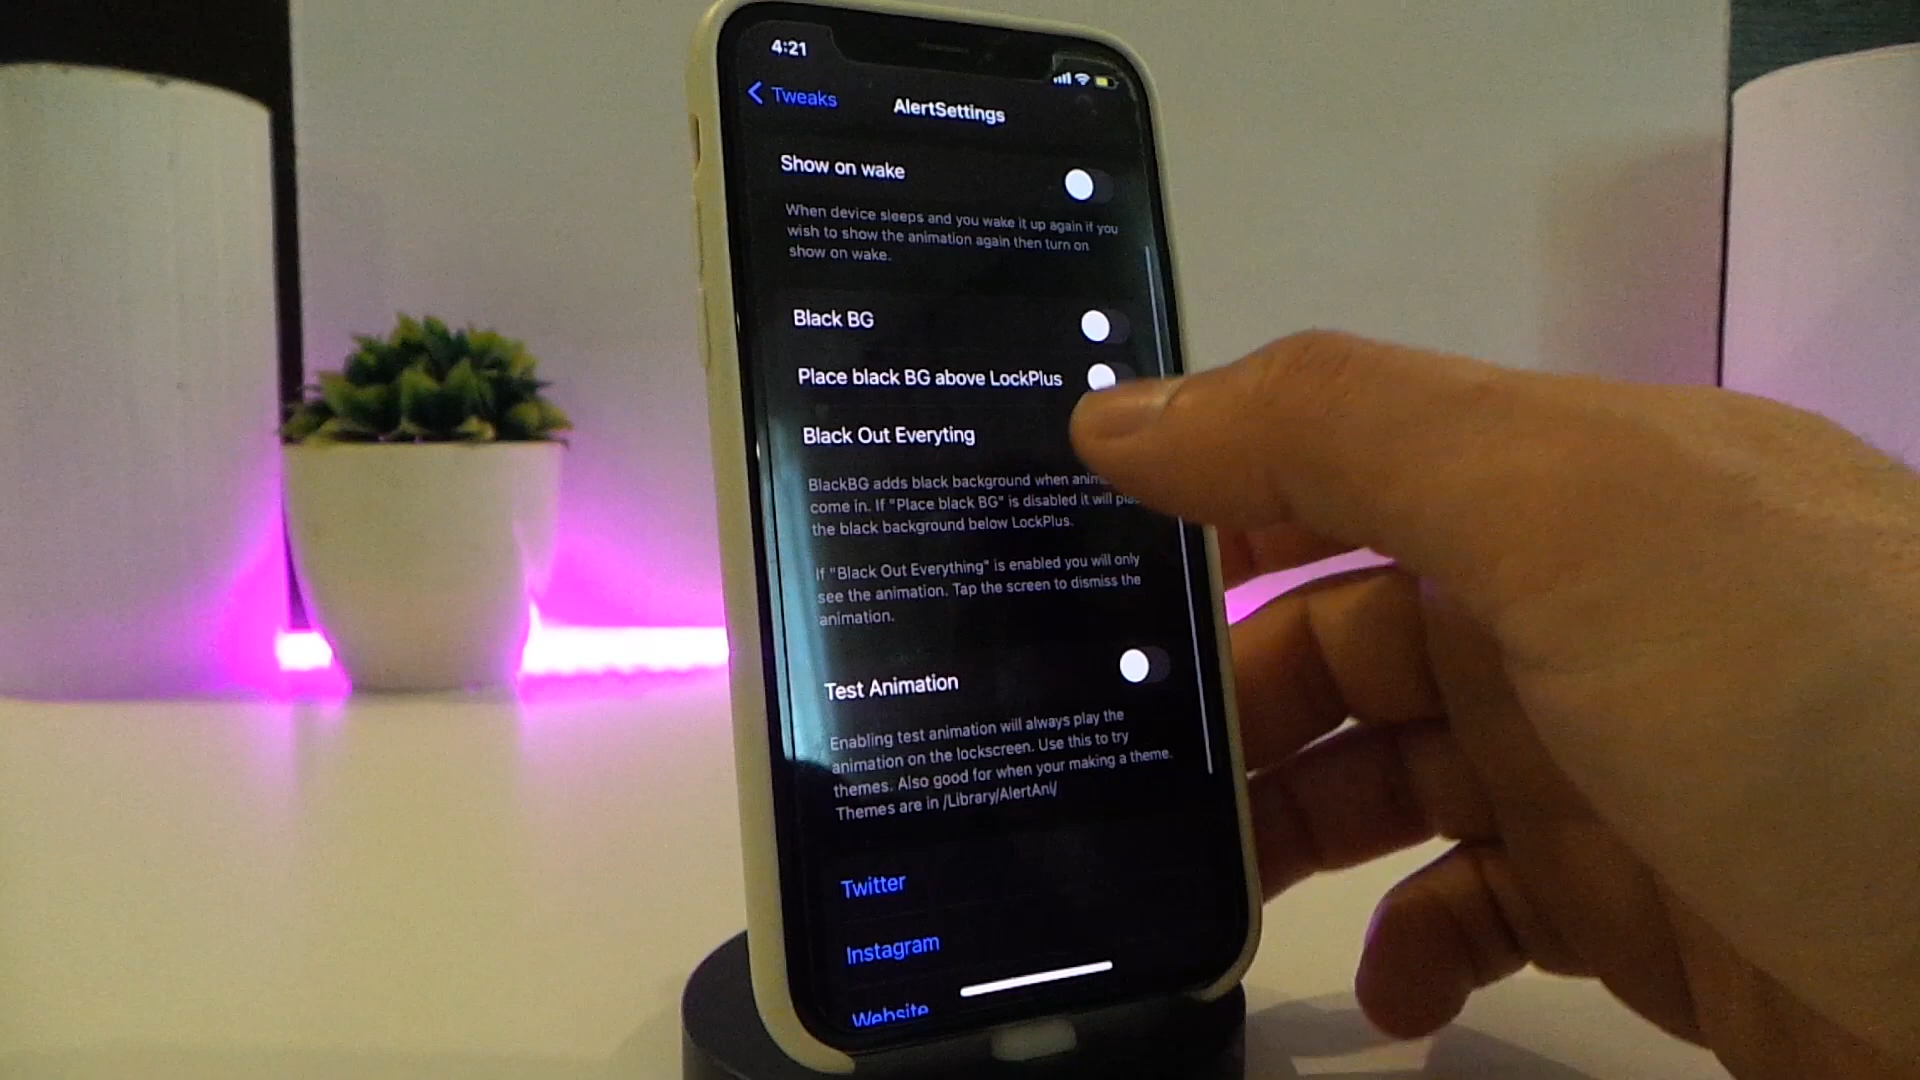 4:21
Tweaks
AlertSettings
Show on wake
When device sleeps and you wake it up again if you
wish to show the animation again then turn on
show on wake.
Black BG
Place black BG above LockPlus
Black Out Everyting
BlackBG adds black background when
come in. If "Place black BG" is disabled it will
the black background below LockPlus.
If "Black Out Everything" is enabled you will only
see the animation. Tap the screen to dismiss the
animation.
Test Animation
Enabling test animation will always play the
animation on the lockscreen. Use this to try
themes. Also good for when your making a theme.
Themes are in /Library/AlertAni/
Twitter
Instagram
Website